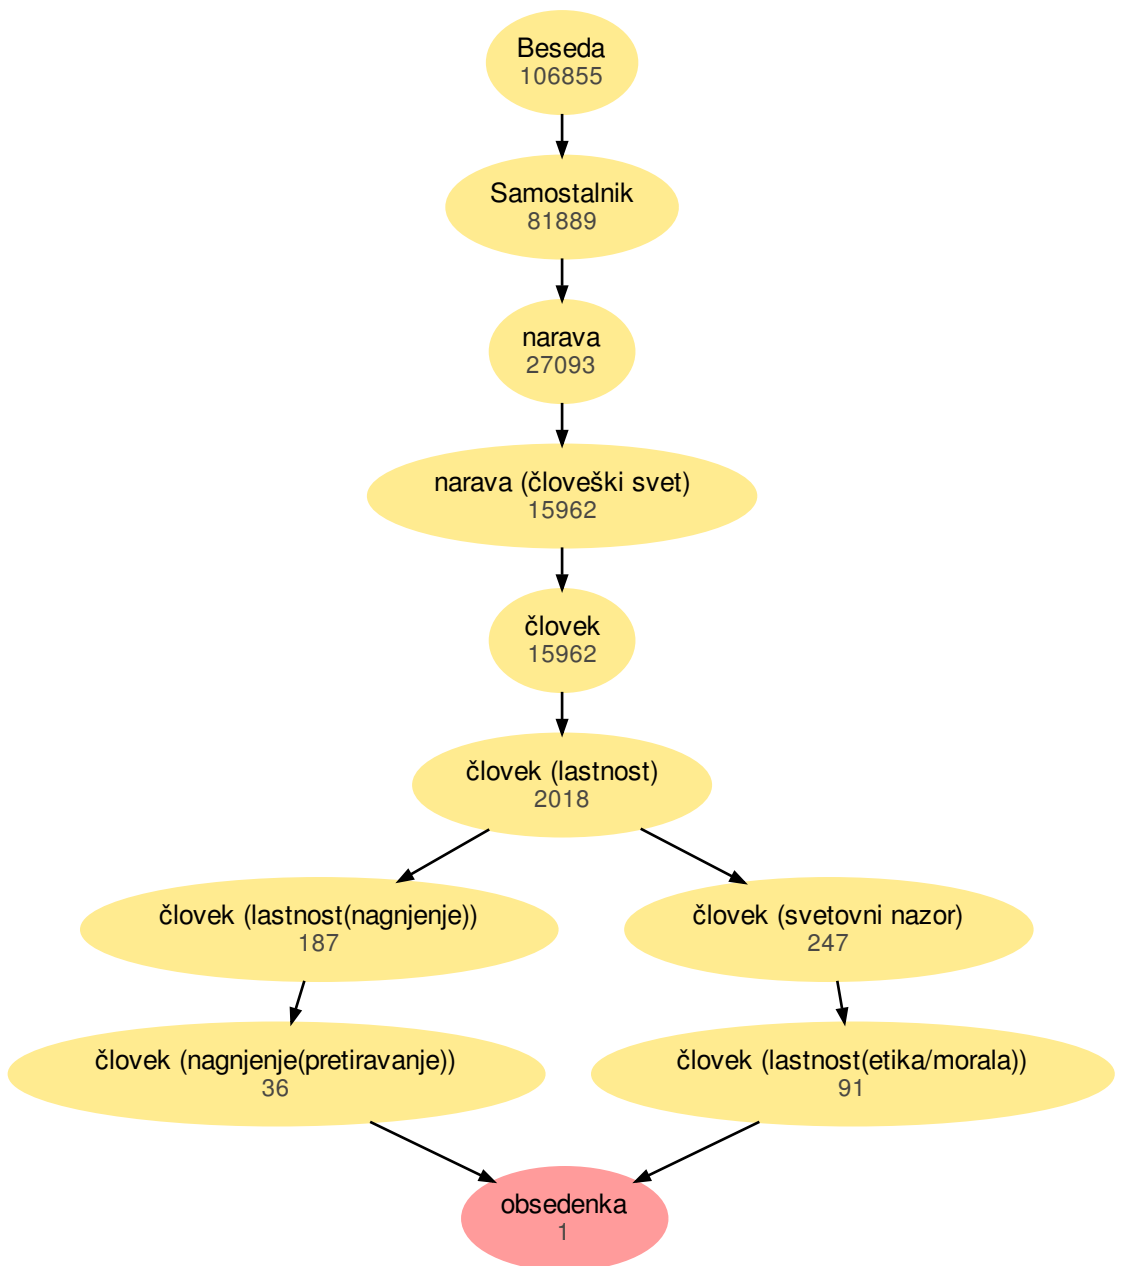 Beseda
106855
Samostalnik
81889
narava
27093
narava (človeški svet)
15962
človek
15962
človek (lastnost)
2018
človek (lastnost(nagnjenje))
187
človek (svetovni nazor)
247
človek (nagnjenje(pretiravanje))
36
človek (lastnost(etika/morala))
91
obsedenka
1